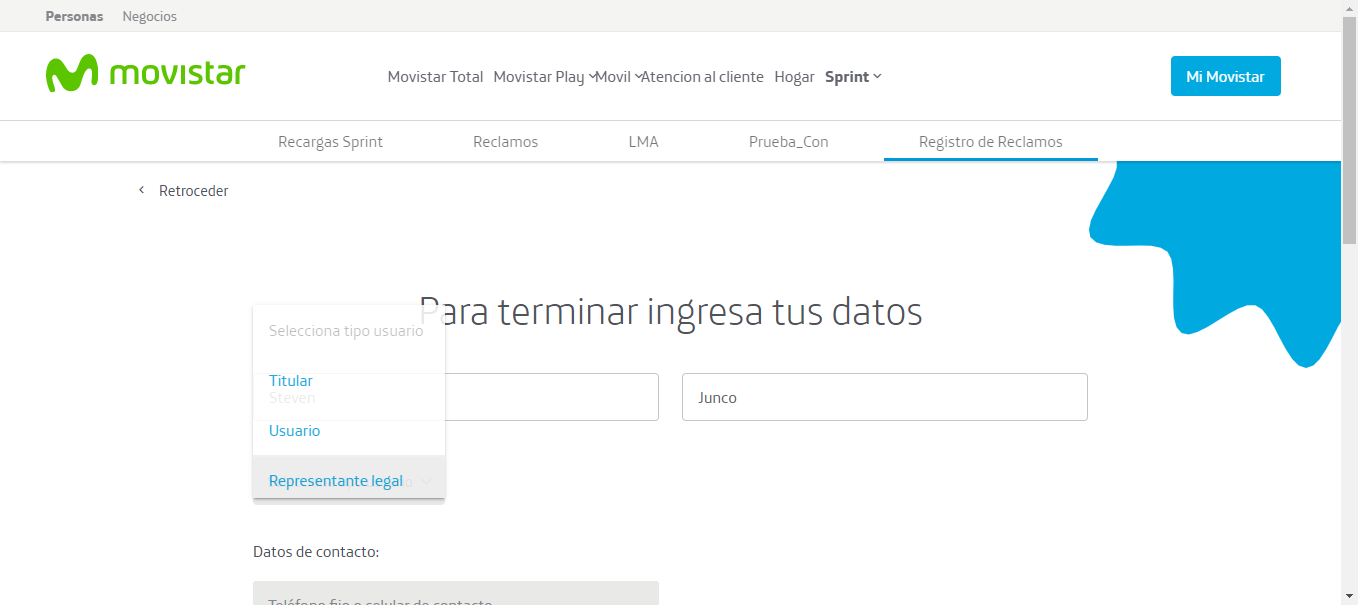 Personas Negocios
movistar
Movistar Total Movistar Play Movil Atencion al cliente Hogar Sprint
Mi Movistar
Recargas Sprint Reclamos LMA Prueba_Con Registro de Reclamos
Retroceder
Para terminar ingresa tus datos
Selecciona tipo usuario
Titular
Steven Junco
Usuario
Representante legal
Datos de contacto:
Teléfono fijo o celular de contacto